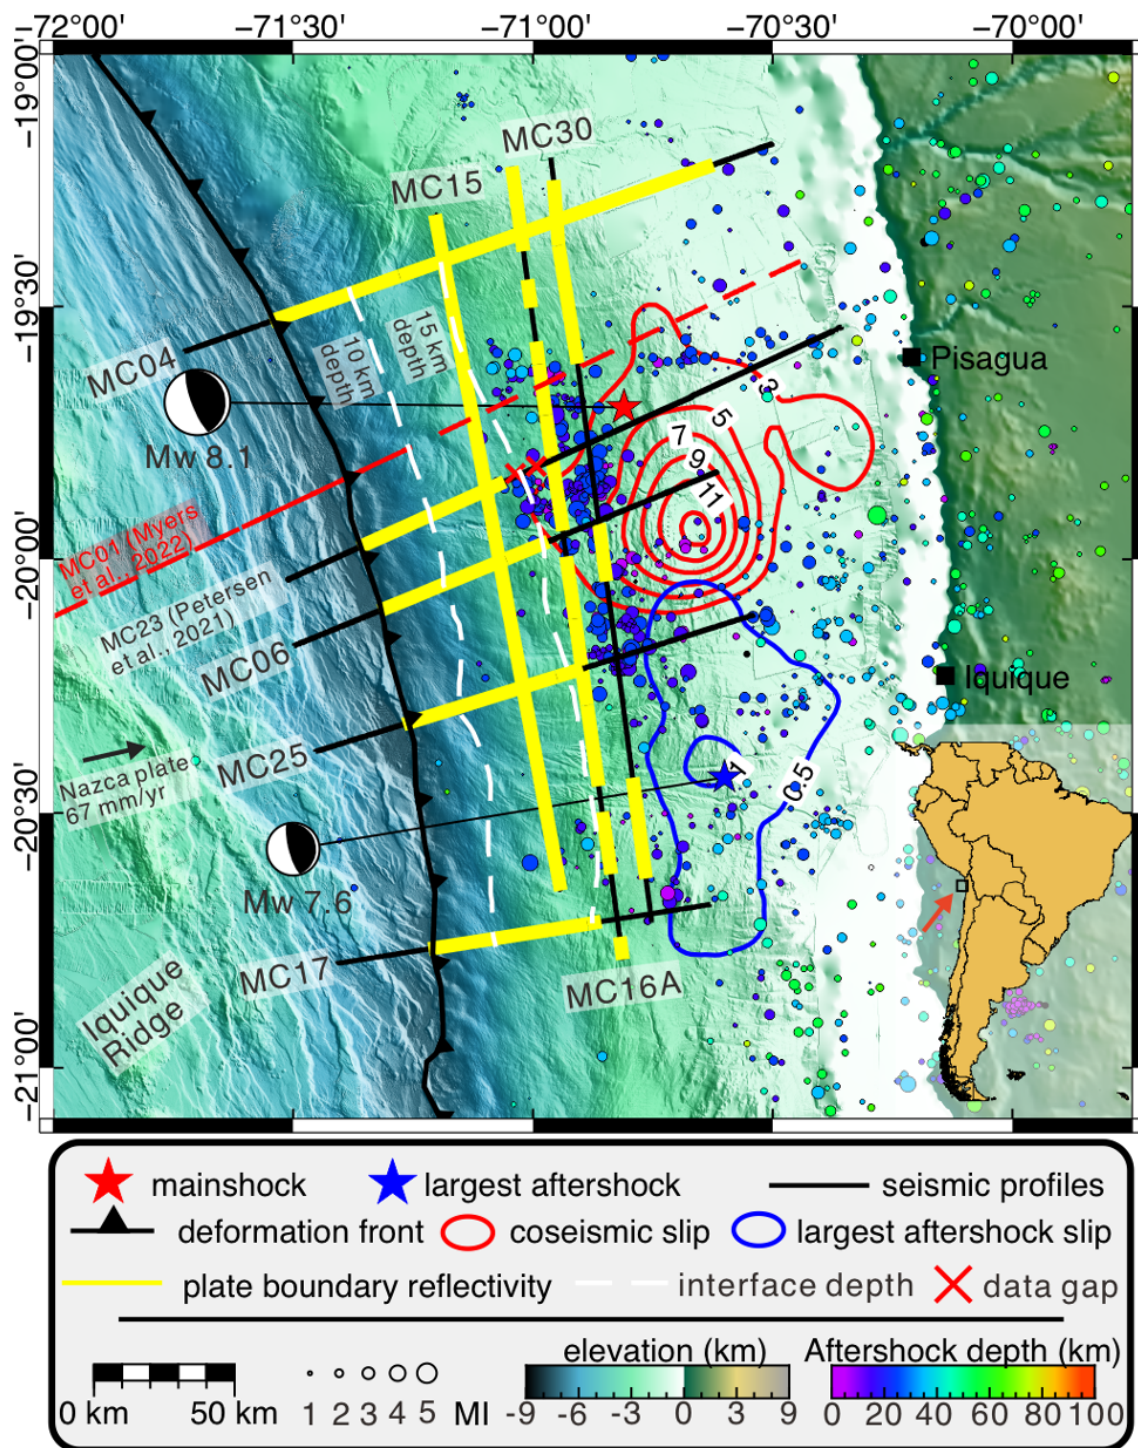 −72°00'
−71°30'
−71°00'
−70°30'
−70°00'
−19°00'
−19°30'
−20°00'
−20°30'
−21°00'
MC30
MC15
15 km
depth
10 km
depth
MC04
Pisagua
Mw 8.1
3
5
7
9
11
MC01 (Myers
et al., 2022)
MC23 (Petersen
et al., 2021)
MC06
Iquique
MC25
Nazca plate
67 mm/yr
1
0.5
Mw 7.6
MC17
MC16A
Iquique
Ridge
mainshock
largest aftershock
seismic profiles
deformation front
coseismic slip
largest aftershock slip
plate boundary reflectivity
interface depth
data gap
elevation (km)
Aftershock depth (km)
0 km
50 km
1 2 3 4 5 Ml
-9 -6 -3 0 3 9
0 20 40 60 80 100